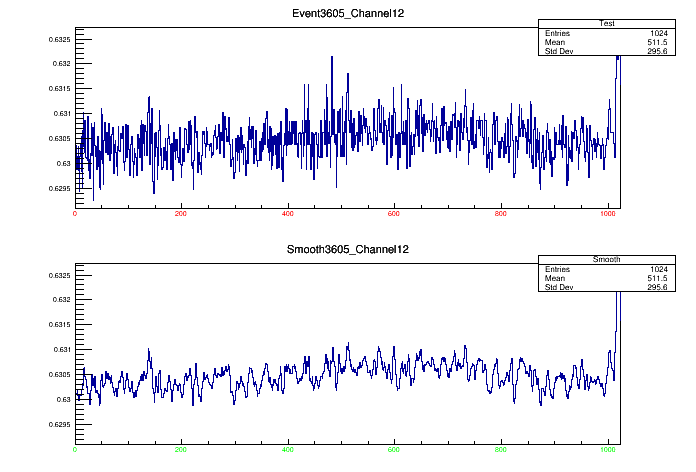 Event3605_Channel12
Test
Entries 1024
Mean 511.5
Std Dev 295.6
0.6325
0.632
0.6315
0.631
0.6305
0.63
0.6295
0 200 400 600 800 1000
Smooth3605_Channel12
Smooth
Entries 1024
Mean 511.5
Std Dev 295.6
0.6325
0.632
0.6315
0.631
0.6305
0.63
0.6295
0 200 400 600 800 1000